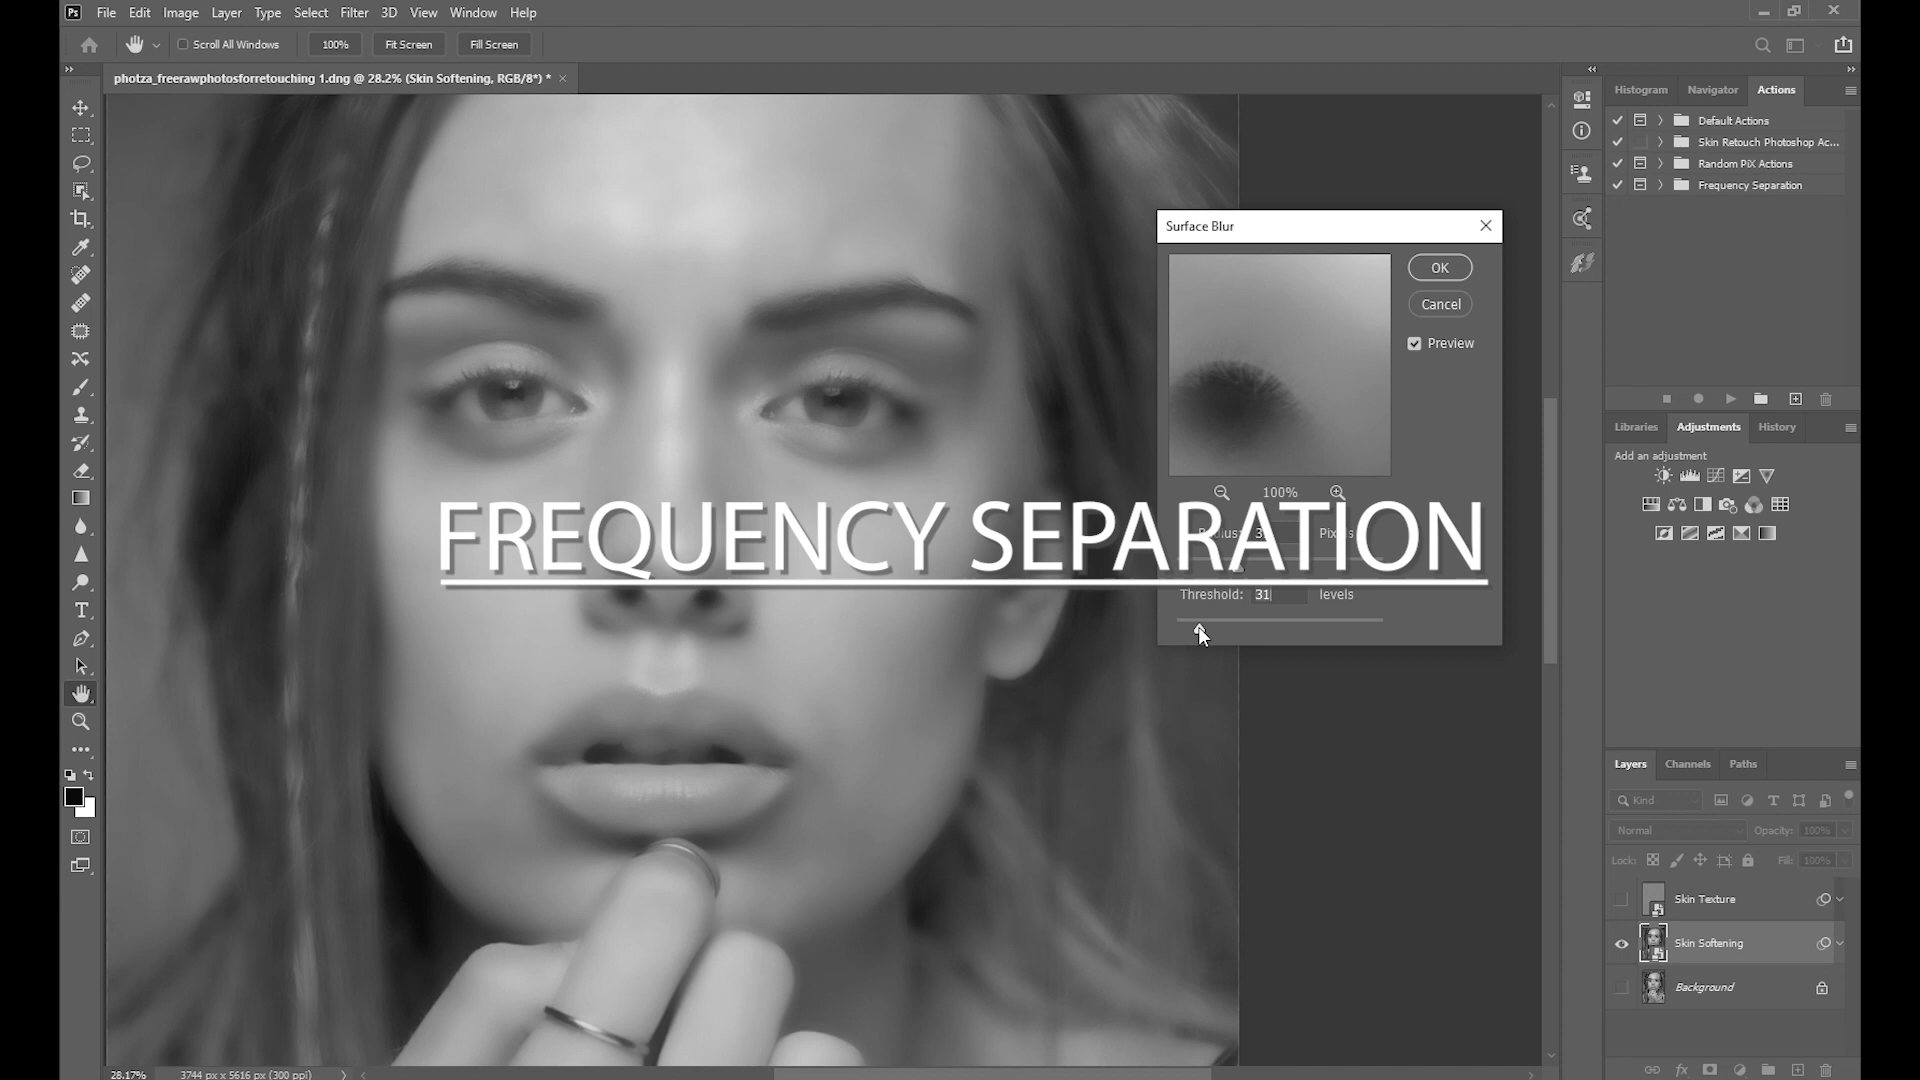 Ps File Edit Image Layer Type Select Filter 3D View Window Help
Scroll All Windows 100% Fit Screen Fill Screen
photza_freerawphotosforretouching 1.dng @ 28.2% (Skin Softening, RGB/8*) *
Histogram Navigator Actions
Default Actions
Skin Retouch Photoshop Ac...
Random PiX Actions
Frequency Separation
Surface Blur
OK
Cancel
Preview
100%
FREQUENCY SEPARATION
Pixels
Threshold: 31 levels
Libraries Adjustments History
Add an adjustment
Layers Channels Paths
Kind
Normal Opacity: 100%
Lock: Fill: 100%
Skin Texture
Skin Softening
Background
28.17% 3744 px x 5616 px (300 ppi)